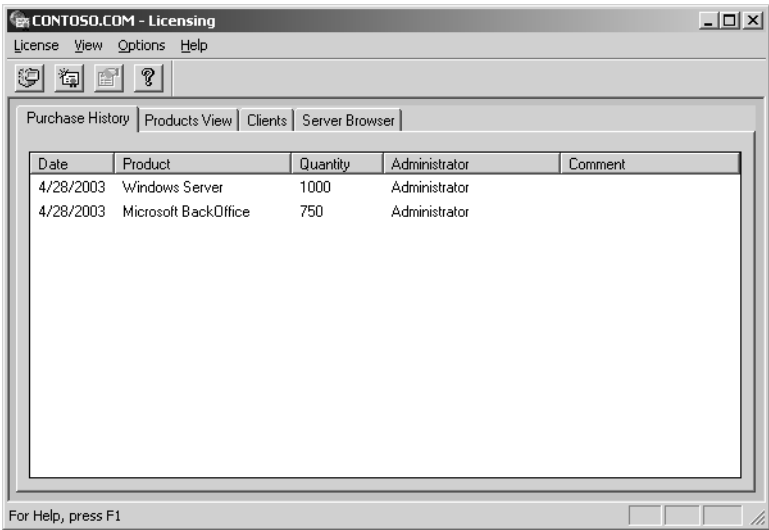 CONTOSO.COM - Licensing
License View Options Help
Purchase History Products View Clients Server Browser
Date Product Quantity Administrator Comment
4/28/2003 Windows Server 1000 Administrator
4/28/2003 Microsoft BackOffice 750 Administrator
For Help, press F1